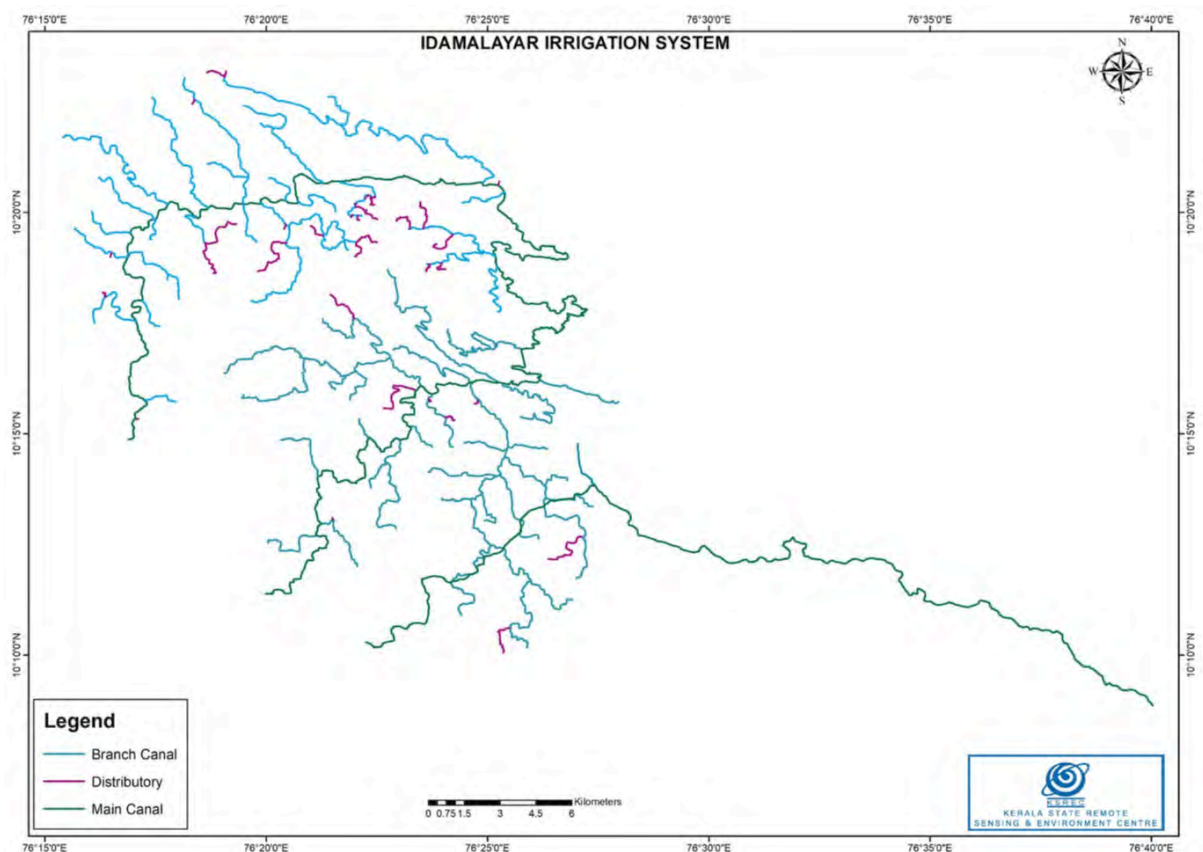 76°15'0"E 76°20'0"E 76°25'0"E 76°30'0"E 76°35'0"E 76°40'0"E
IDAMALAYAR IRRIGATION SYSTEM
N
W E
S
10°20'0"N 10°20'0"N
10°15'0"N 10°15'0"N
10°10'0"N 10°10'0"N
Legend
Branch Canal
Distributory
Main Canal
Kilometers
0 0.75 1.5 3 4.5 6
KSREC
KERALA STATE REMOTE
SENSING & ENVIRONMENT CENTRE
76°15'0"E 76°20'0"E 76°25'0"E 76°30'0"E 76°35'0"E 76°40'0"E